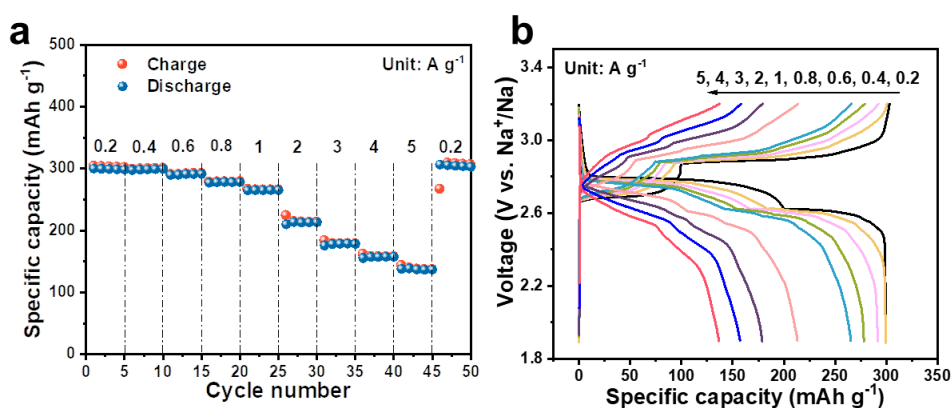 a
500
400
300
200
100
0
Specific capacity (mAh g⁻¹)
Charge
Discharge
Unit: A g⁻¹
0.2 0.4 0.6 0.8 1 2 3 4 5 0.2
0 5 10 15 20 25 30 35 40 45 50
Cycle number
b
3.4
3.0
2.6
2.2
1.8
Voltage (V vs. Na⁺/Na)
Unit: A g⁻¹
5, 4, 3, 2, 1, 0.8, 0.6, 0.4, 0.2
0 50 100 150 200 250 300 350
Specific capacity (mAh g⁻¹)